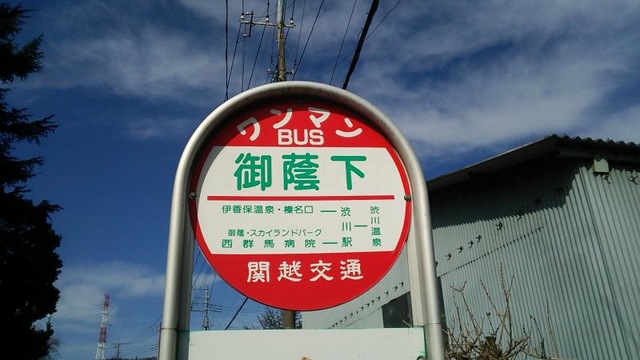 ワンマン
BUS
御蔭下
伊香保温泉・榛名口 ― 渋川駅 ― 渋川温泉
御蔭・スカイランドパーク
西群馬病院 ―
関越交通